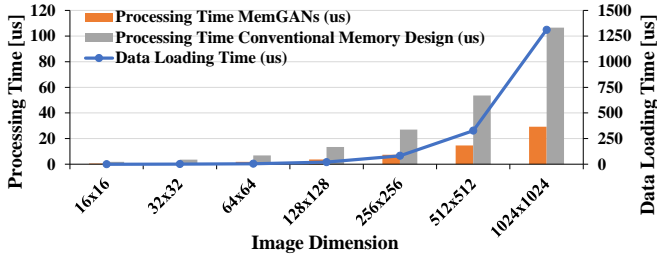 Processing Time [us]
120
100
80
60
40
20
0
Processing Time MemGANs (us)
Processing Time Conventional Memory Design (us)
Data Loading Time (us)
1500
1250
1000
750
500
250
0
Data Loading Time [us]
16x16
32x32
64x64
128x128
256x256
512x512
1024x1024
Image Dimension